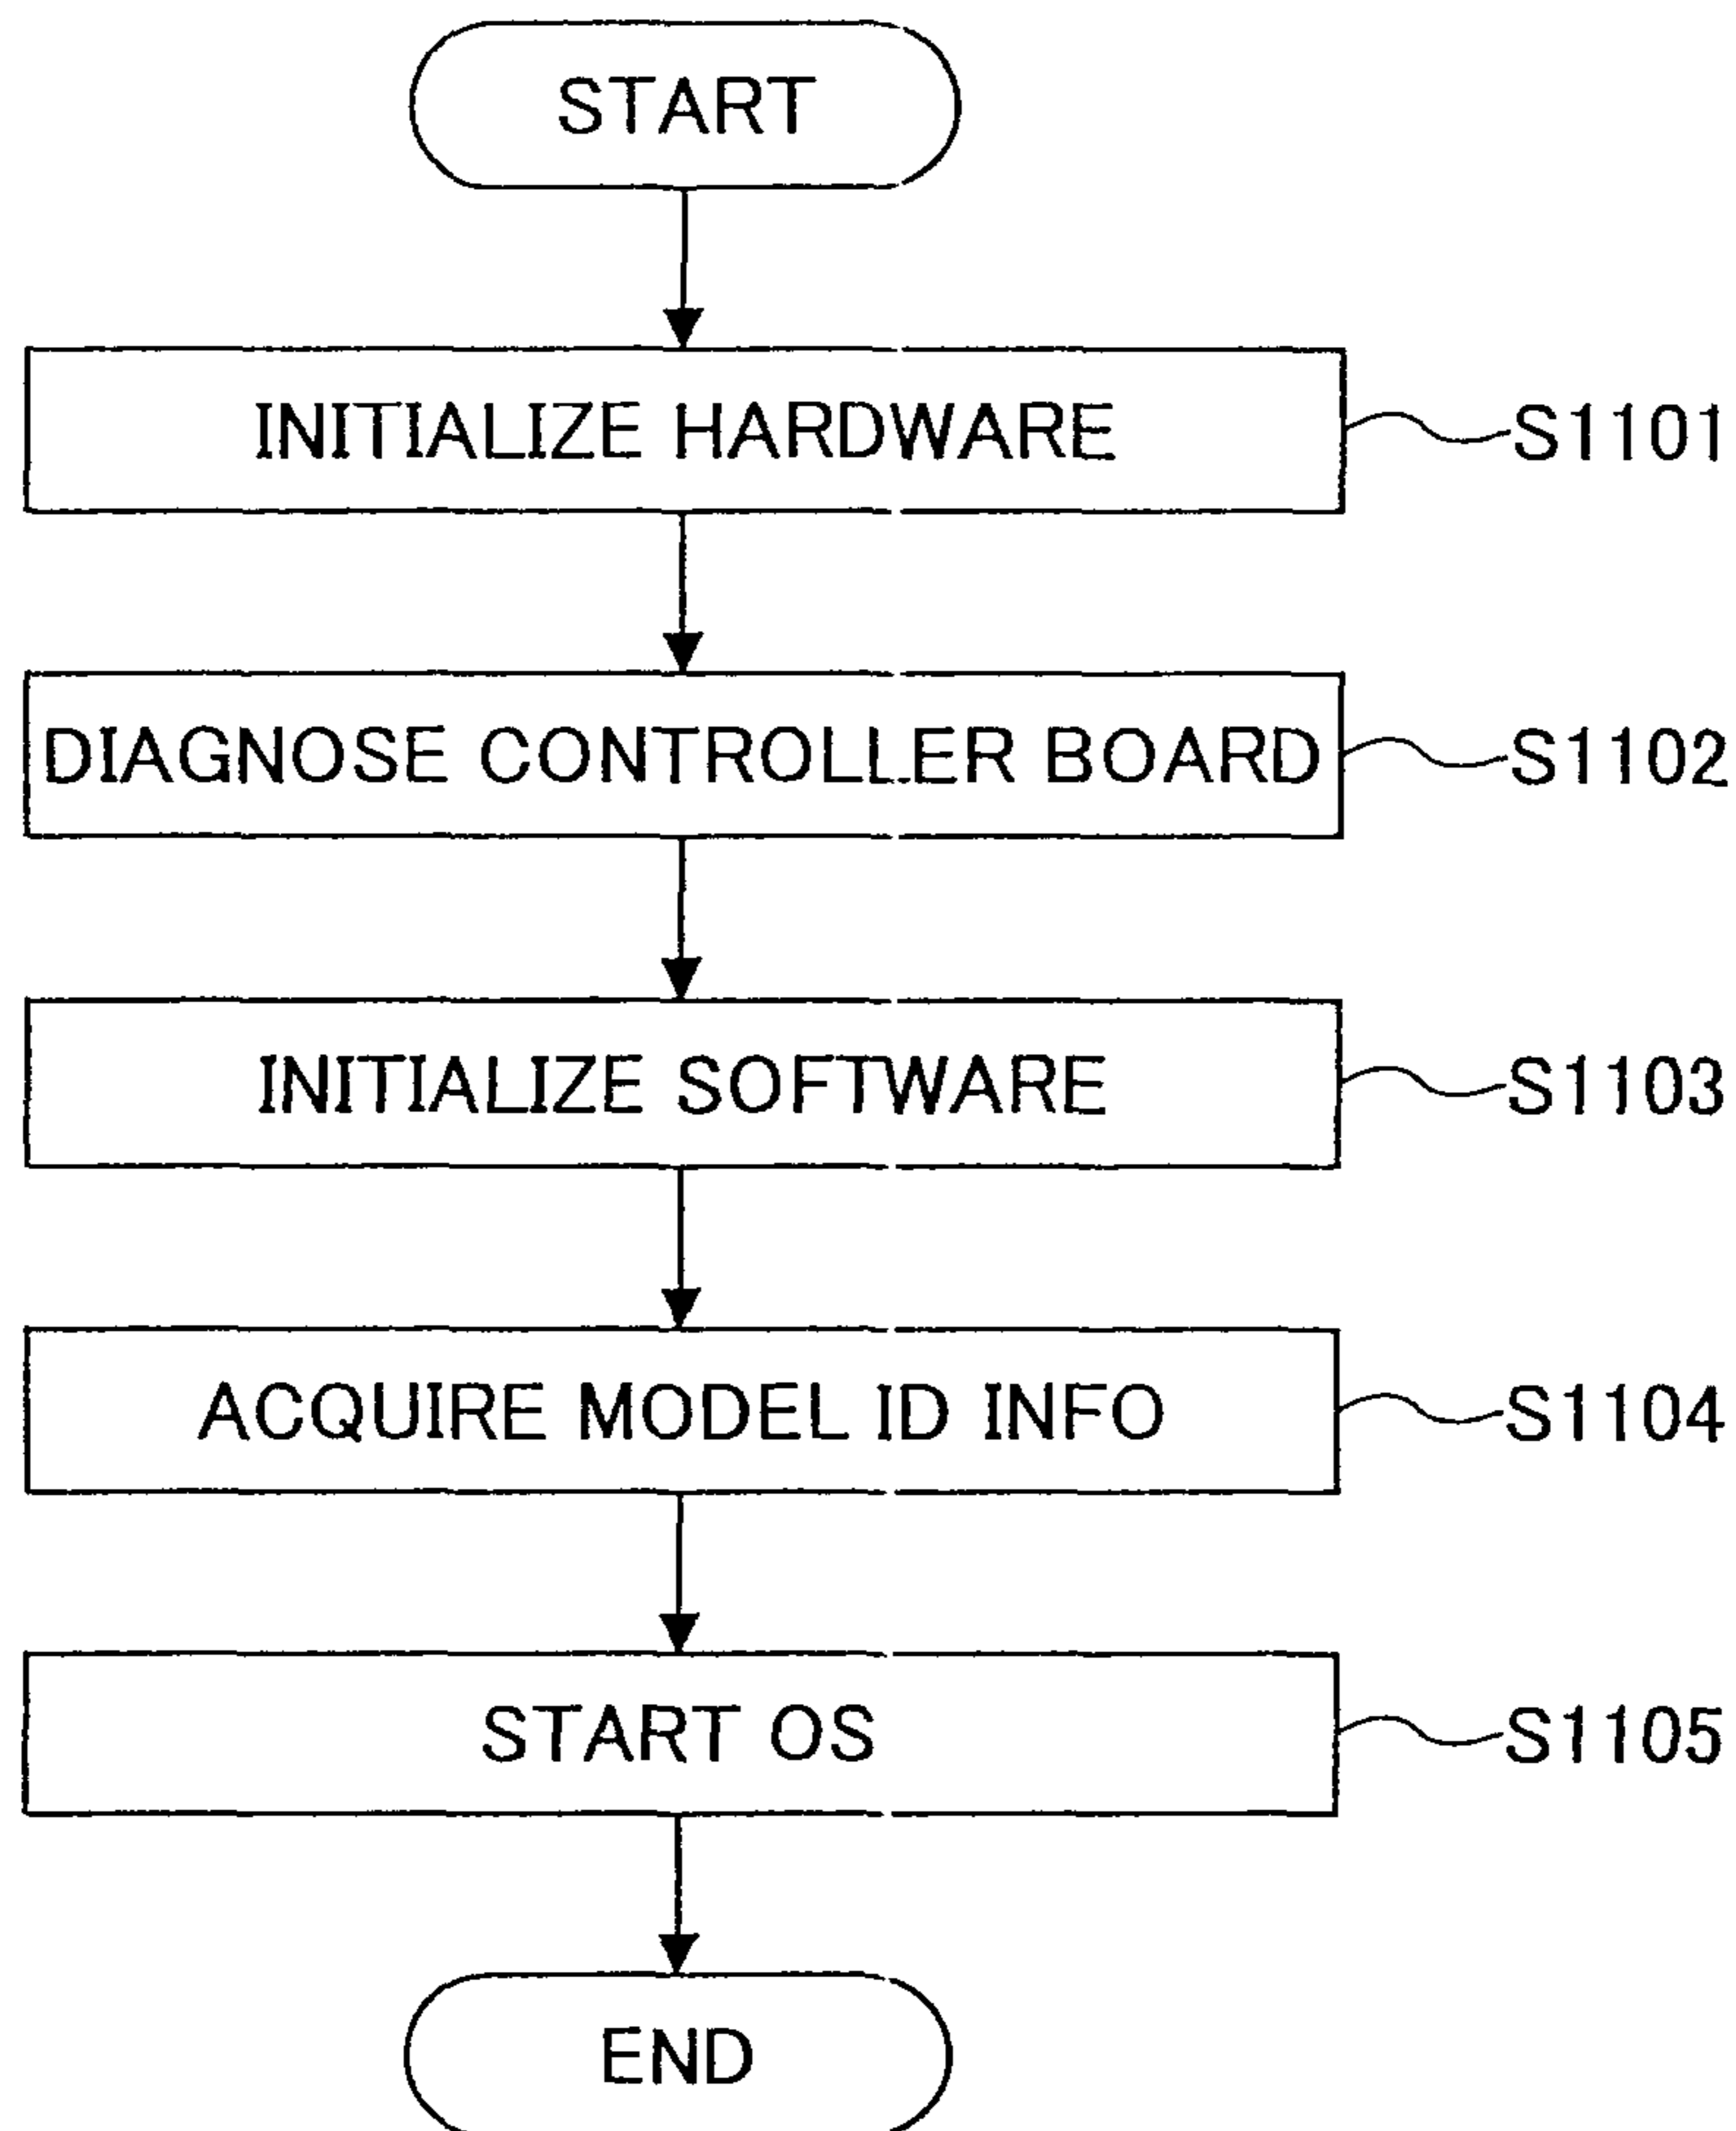 START
INITIALIZE HARDWARE
S1101
DIAGNOSE CONTROLLER BOARD
S1102
INITIALIZE SOFTWARE
S1103
ACQUIRE MODEL ID INFO
S1104
START OS
S1105
END